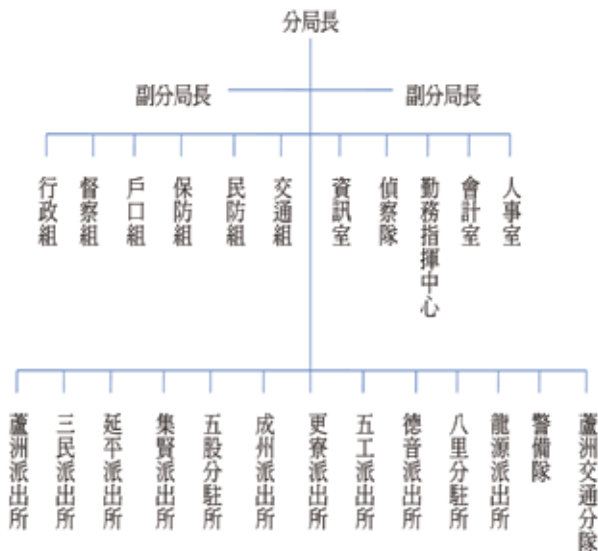 分局長
副分局長
副分局長
行政組
督察組
戶口組
保防組
民防組
交通組
資訊室
偵察隊
勤務指揮中心
會計室
人事室
蘆洲派出所
三民派出所
延平派出所
集賢派出所
五股分駐所
成州派出所
更寮派出所
五工派出所
德音派出所
八里分駐所
龍源派出所
警備隊
蘆洲交通分隊